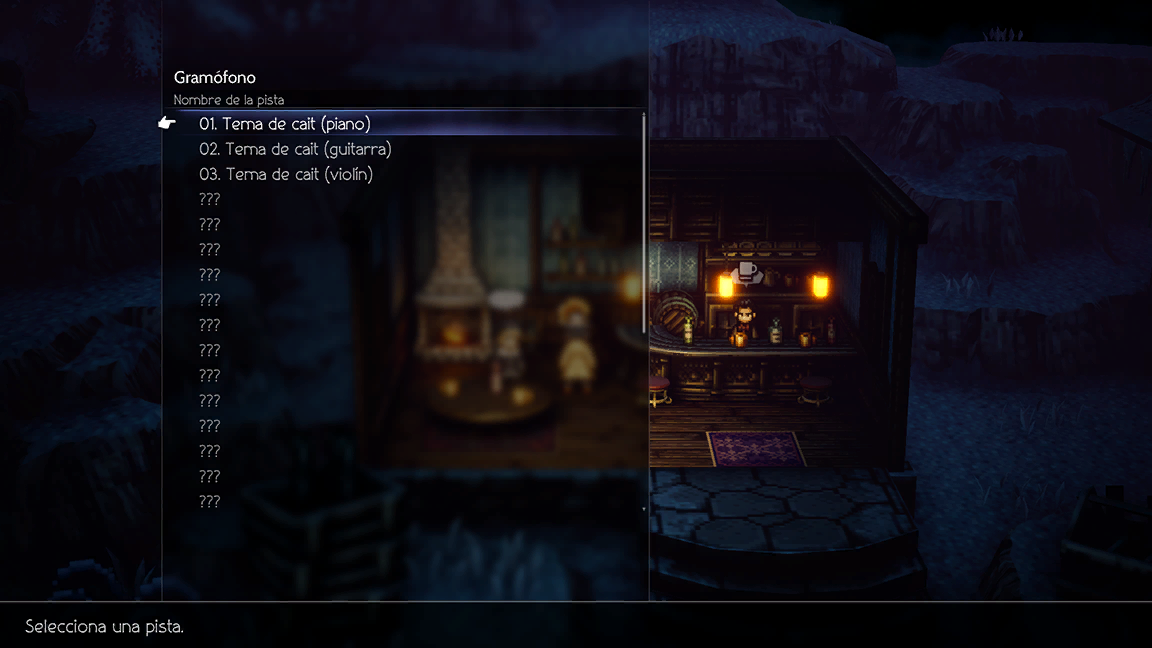 Gramófono
Nombre de la pista
01. Tema de cait (piano)
02. Tema de cait (guitarra)
03. Tema de cait (violín)
???
???
???
???
???
???
???
???
???
???
???
???
???
Selecciona una pista.